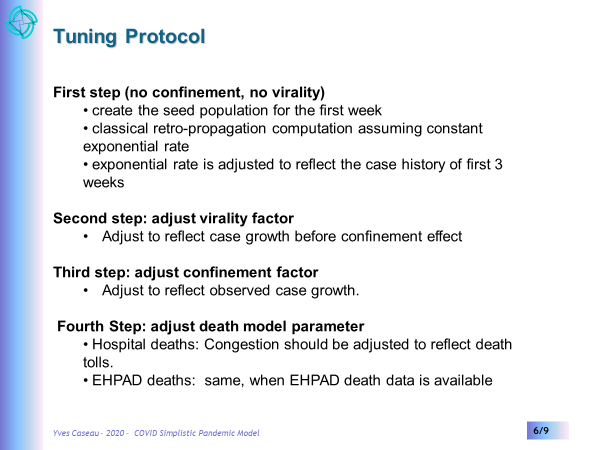 Tuning Protocol
First step (no confinement, no virality)
• create the seed population for the first week
• classical retro-propagation computation assuming constant
exponential rate
• exponential rate is adjusted to reflect the case history of first 3
weeks
Second step: adjust virality factor
• Adjust to reflect case growth before confinement effect
Third step: adjust confinement factor
• Adjust to reflect observed case growth.
Fourth Step: adjust death model parameter
• Hospital deaths: Congestion should be adjusted to reflect death
tolls.
• EHPAD deaths: same, when EHPAD death data is available
Yves Caseau - 2020 - COVID Simplistic Pandemic Model
6/9